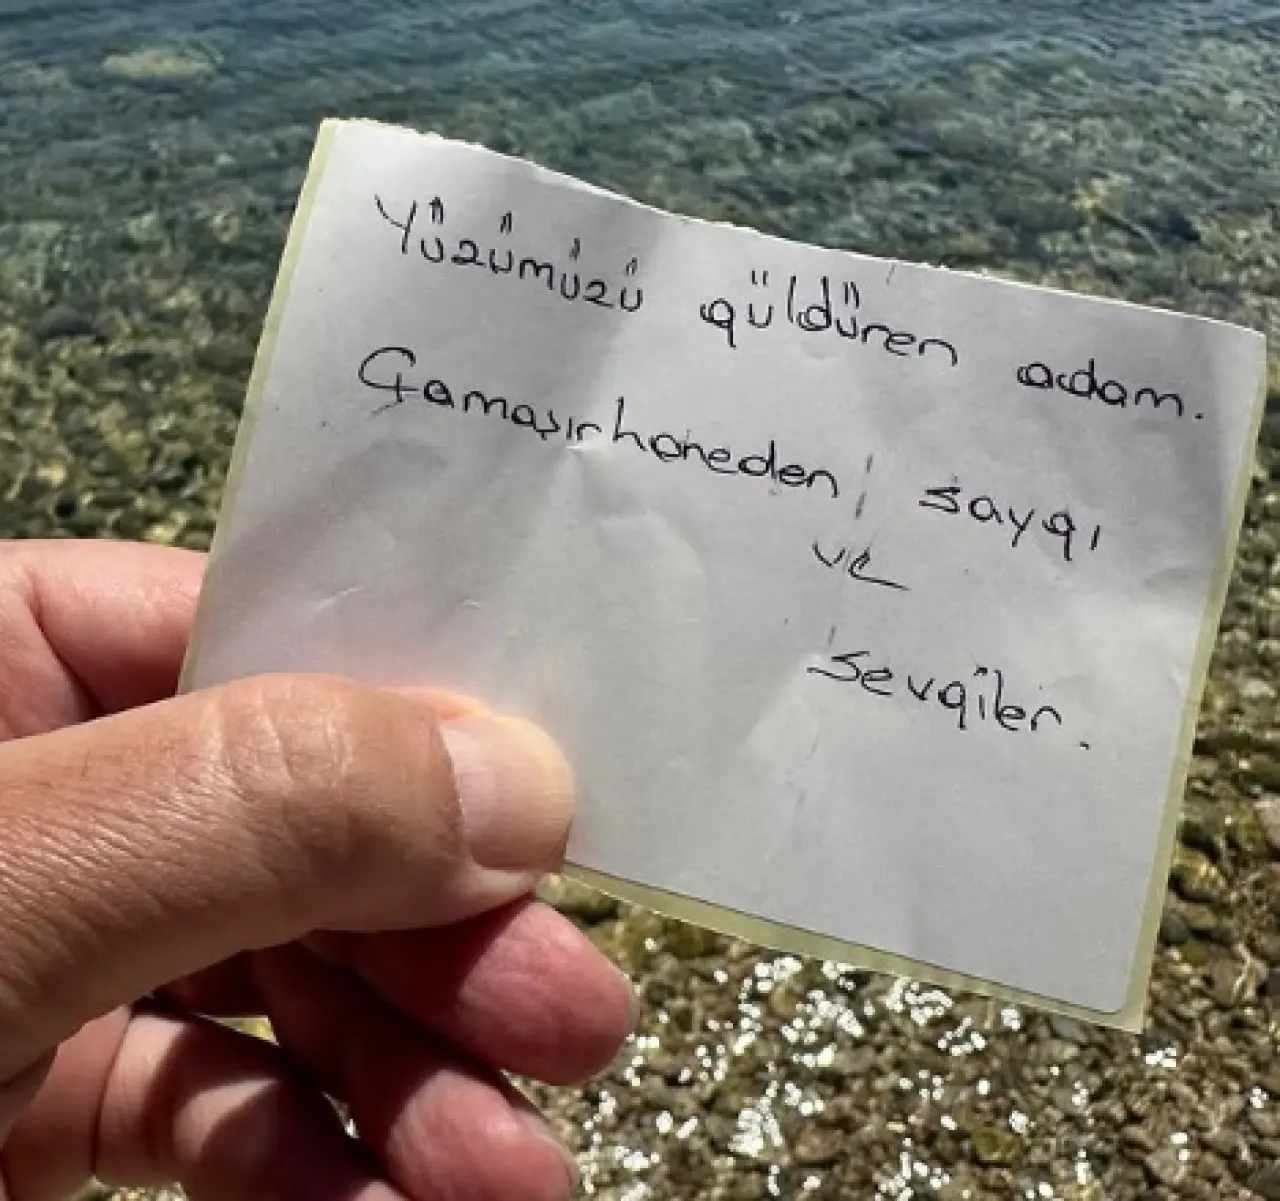 Yüzümüzü güldüren adam.
Çamaşırhaneden saygı
ve
sevgiler.